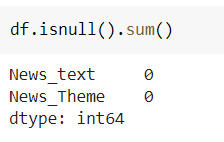 df.isnull().sum()
News_text     0
News_Theme    0
dtype: int64